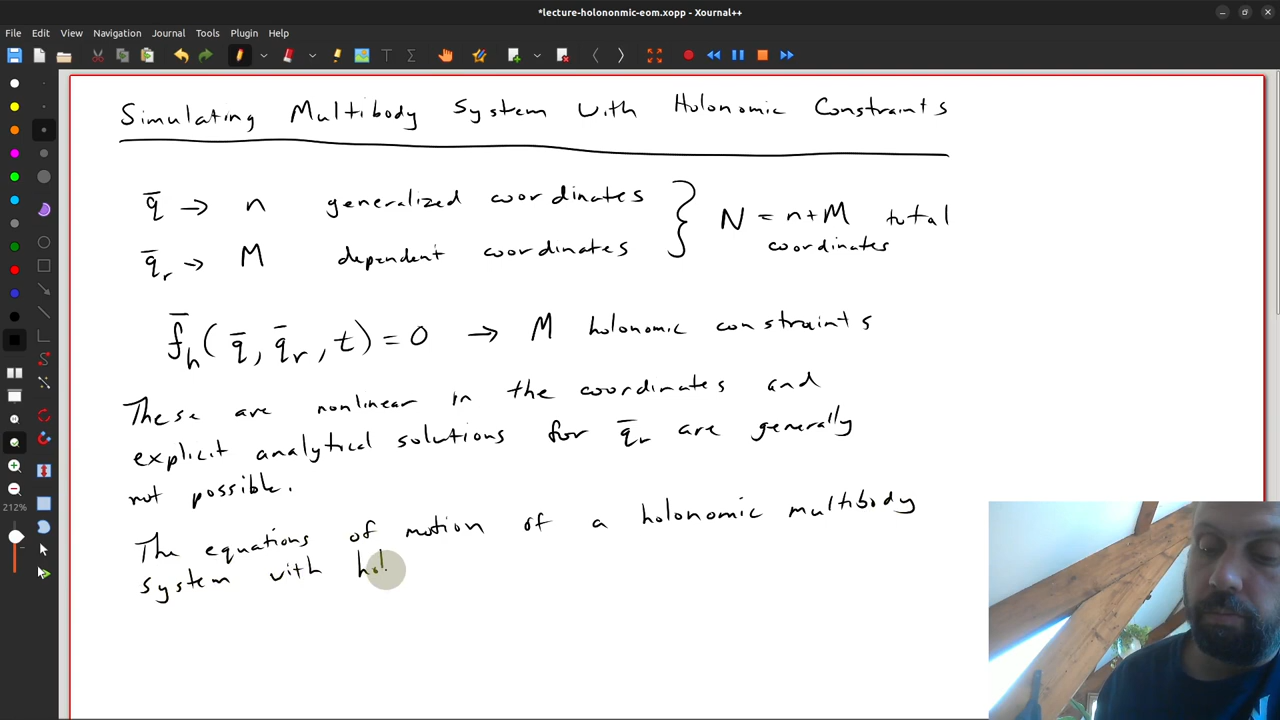 *lecture-holononmic-eom.xopp - Xournal++
File Edit View Navigation Journal Tools Plugin Help
Simulating Multibody System with Holonomic Constraints
q̄ → n generalized coordinates
q̄ᵣ → M dependent coordinates
} N = n+M total
coordinates
f̄ₕ(q̄, q̄ᵣ, t) = 0 → M holonomic constraints
These are nonlinear in the coordinates and
explicit analytical solutions for q̄ᵣ are generally
not possible.
The equations of motion of a holonomic multibody
system with hol
212%